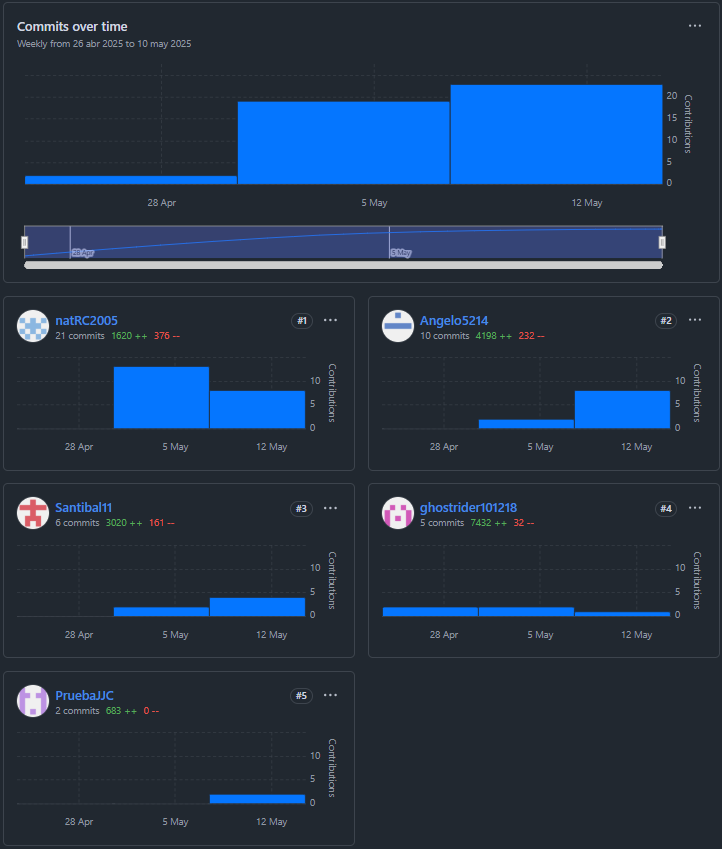 Commits over time
Weekly from 26 abr 2025 to 10 may 2025
20
15
10
5
0
Contributions
28 Apr 5 May 12 May
28 Apr 5 May
natRC2005 #1
21 commits 1620 ++ 376 --
10
5
0
Contributions
28 Apr 5 May 12 May
Angelo5214 #2
10 commits 4198 ++ 232 --
10
5
0
Contributions
28 Apr 5 May 12 May
Santibal11 #3
6 commits 3020 ++ 161 --
10
5
0
Contributions
28 Apr 5 May 12 May
ghostrider101218 #4
5 commits 7432 ++ 32 --
10
5
0
Contributions
28 Apr 5 May 12 May
PruebaJJC #5
2 commits 683 ++ 0 --
10
5
0
Contributions
28 Apr 5 May 12 May